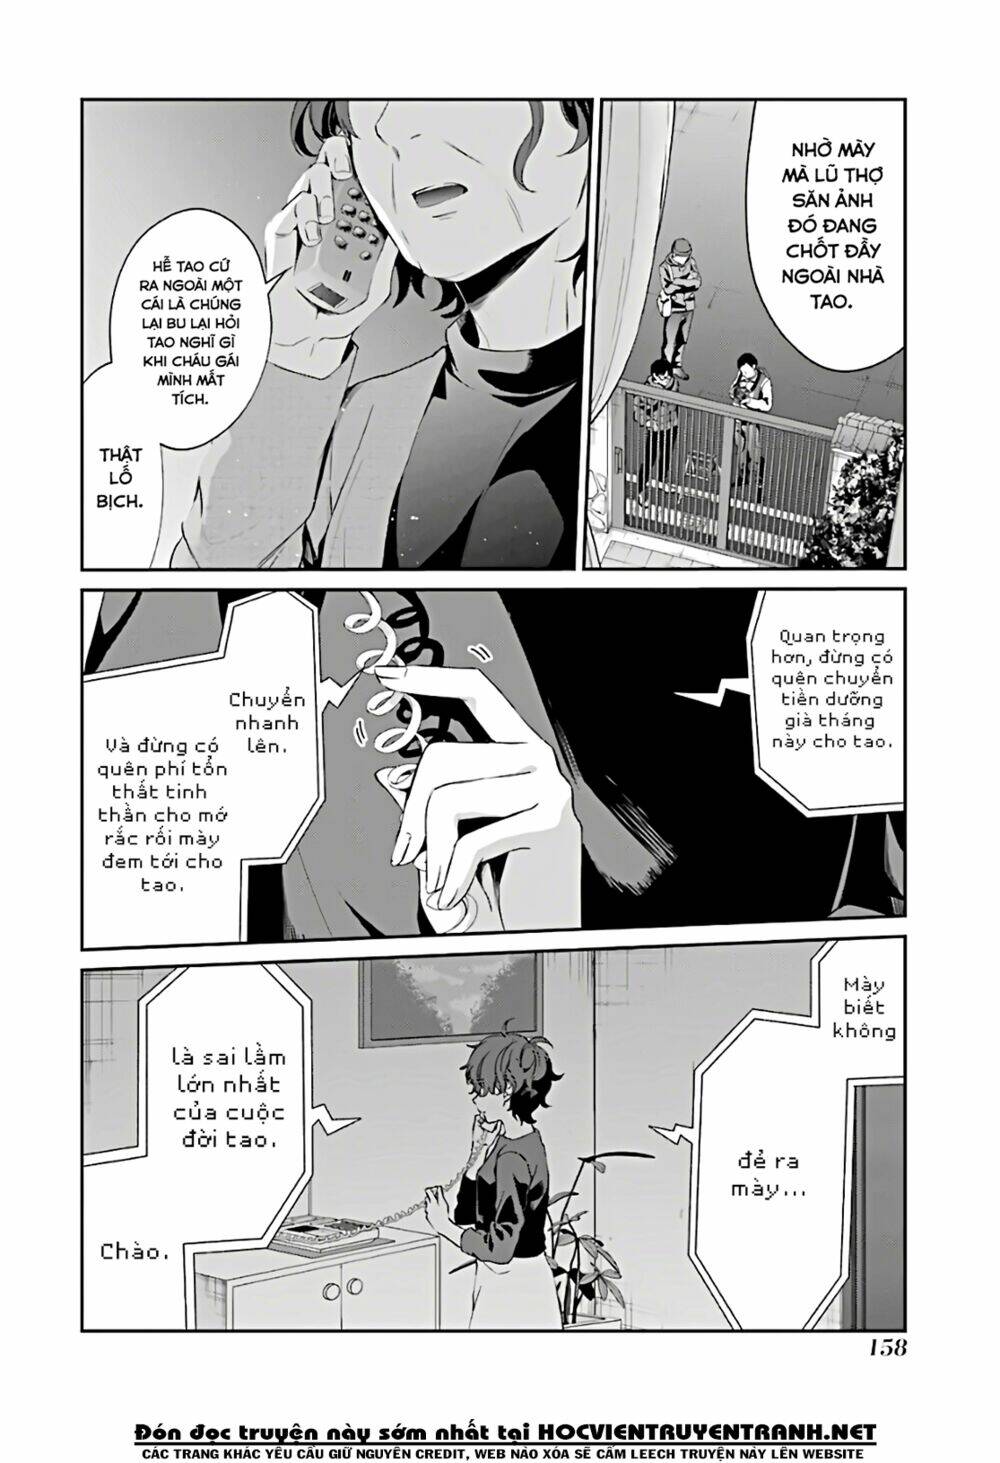 NHỜ MÀY
MÀ LŨ THỢ
SĂN ẢNH
ĐÓ ĐANG
CHỐT ĐẦY
NGOÀI NHÀ
TAO.
HỄ TAO CỨ
RA NGOÀI MỘT
CÁI LÀ CHÚNG
LẠI BU LẠI HỎI
TAO NGHĨ GÌ
KHI CHÁU GÁI
MÌNH MẤT
TÍCH.
THẬT
LỐ
BỊCH.
Quan trọng
hơn, đừng có
quên chuyển
tiền dưỡng
già tháng
này cho tao.
Chuyển
nhanh
lên.
Và đừng có
quên phí tổn
thất tinh
thần cho mớ
rắc rối mày
đem tới cho
tao.
Mày
biết
không
đẻ ra
mày...
là sai lầm
lớn nhất
của cuộc
đời tao.
Chào.
158
Đón đọc truyện này sớm nhất tại HOCVIENTRUYENTRANH.NET
CÁC TRANG KHÁC YÊU CẦU GIỮ NGUYÊN CREDIT, WEB NÀO XÓA SẼ CẤM LEECH TRUYỆN NÀY LÊN WEBSITE